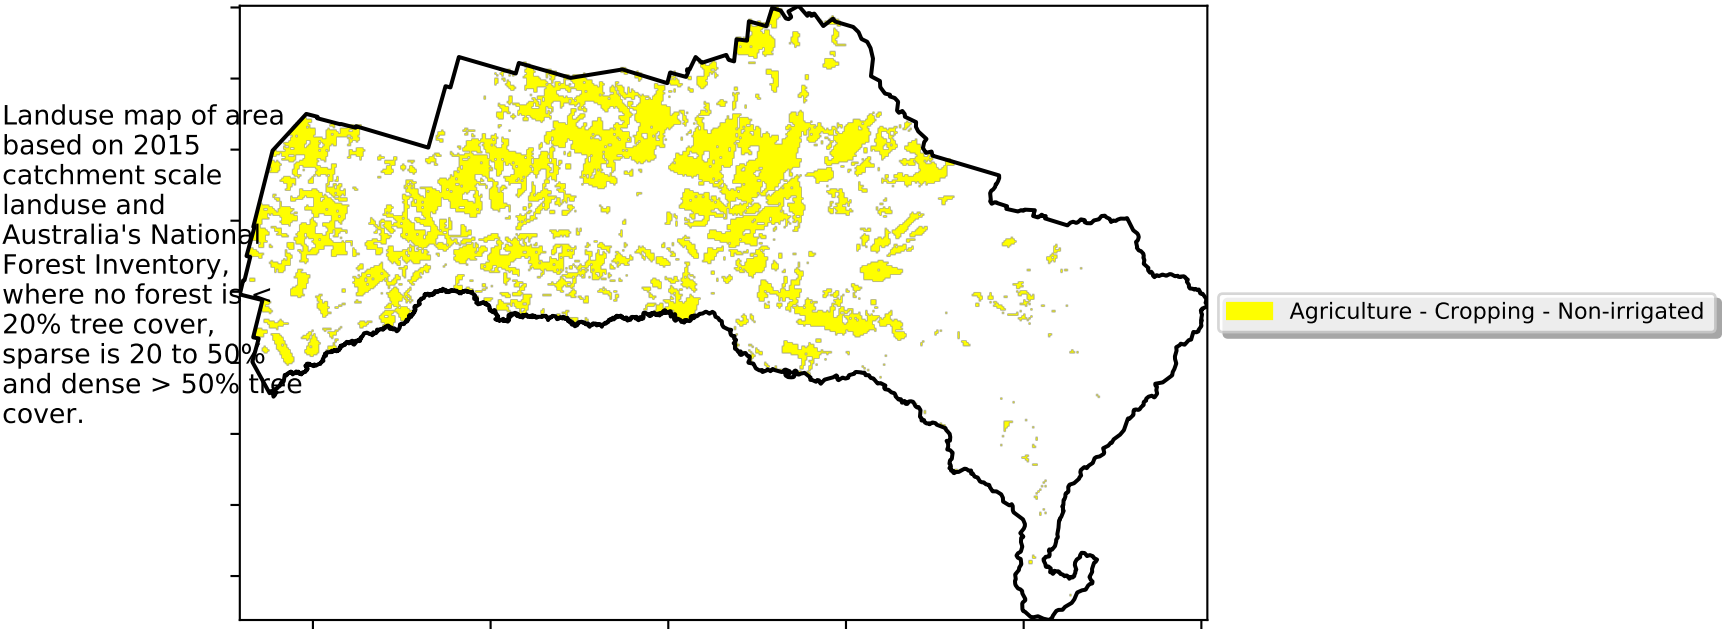 Landuse map of area
based on 2015
catchment scale
landuse and
Australia's National
Forest Inventory,
where no forest is <
20% tree cover,
sparse is 20 to 50%
and dense > 50% tree
cover.
Agriculture - Cropping - Non-irrigated